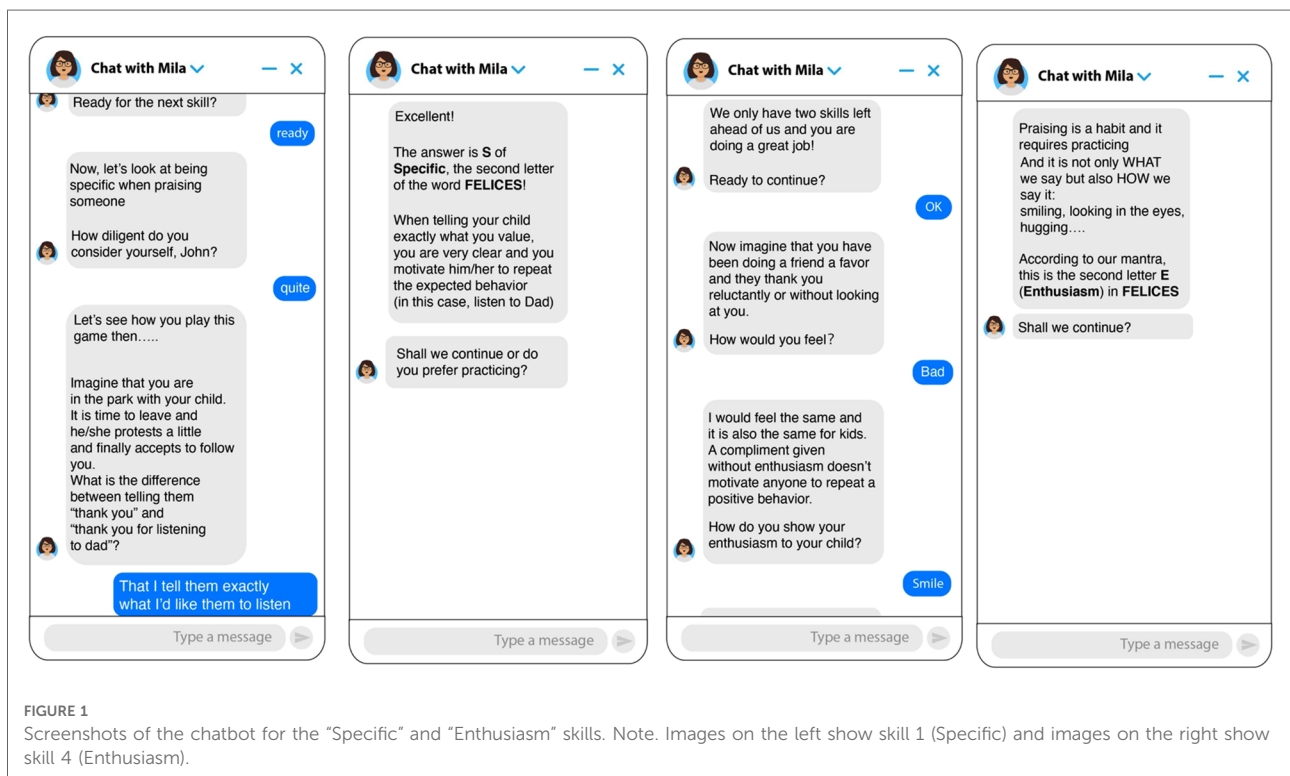 Chat with Mila
Ready for the next skill?
ready
Now, let's look at being
specific when praising
someone
How diligent do you
consider yourself, John?
quite
Let's see how you play this
game then.....
Imagine that you are
in the park with your child.
It is time to leave and
he/she protests a little
and finally accepts to follow
you.
What is the difference
between telling them
“thank you” and
“thank you for listening
to dad”?
That I tell them exactly
what I'd like them to listen
Type a message
Chat with Mila
Excellent!
The answer is S of
Specific, the second letter
of the word FELICES!
When telling your child
exactly what you value,
you are very clear and you
motivate him/her to repeat
the expected behavior
(in this case, listen to Dad)
Shall we continue or do
you prefer practicing?
Type a message
Chat with Mila
We only have two skills left
ahead of us and you are
doing a great job!
Ready to continue?
OK
Now imagine that you have
been doing a friend a favor
and they thank you
reluctantly or without looking
at you.
How would you feel?
Bad
I would feel the same and
it is also the same for kids.
A compliment given
without enthusiasm doesn't
motivate anyone to repeat a
positive behavior.
How do you show your
enthusiasm to your child?
Smile
Type a message
Chat with Mila
Praising is a habit and it
requires practicing
And it is not only WHAT
we say but also HOW we
say it:
smiling, looking in the eyes,
hugging....
According to our mantra,
this is the second letter E
(Enthusiasm) in FELICES
Shall we continue?
Type a message
FIGURE 1
Screenshots of the chatbot for the “Specific” and “Enthusiasm” skills. Note. Images on the left show skill 1 (Specific) and images on the right show
skill 4 (Enthusiasm).